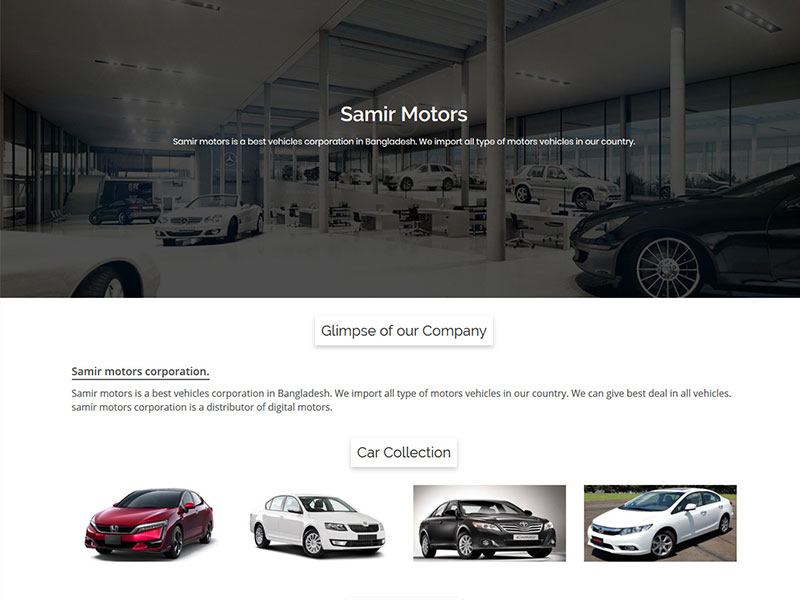 Samir Motors
Samir motors is a best vehicles corporation in Bangladesh. We import all type of motors vehicles in our country.
Glimpse of our Company
Samir motors corporation.
Samir motors is a best vehicles corporation in Bangladesh. We import all type of motors vehicles in our country. We can give best deal in all vehicles.
samir motors corporation is a distributor of digital motors.
Car Collection